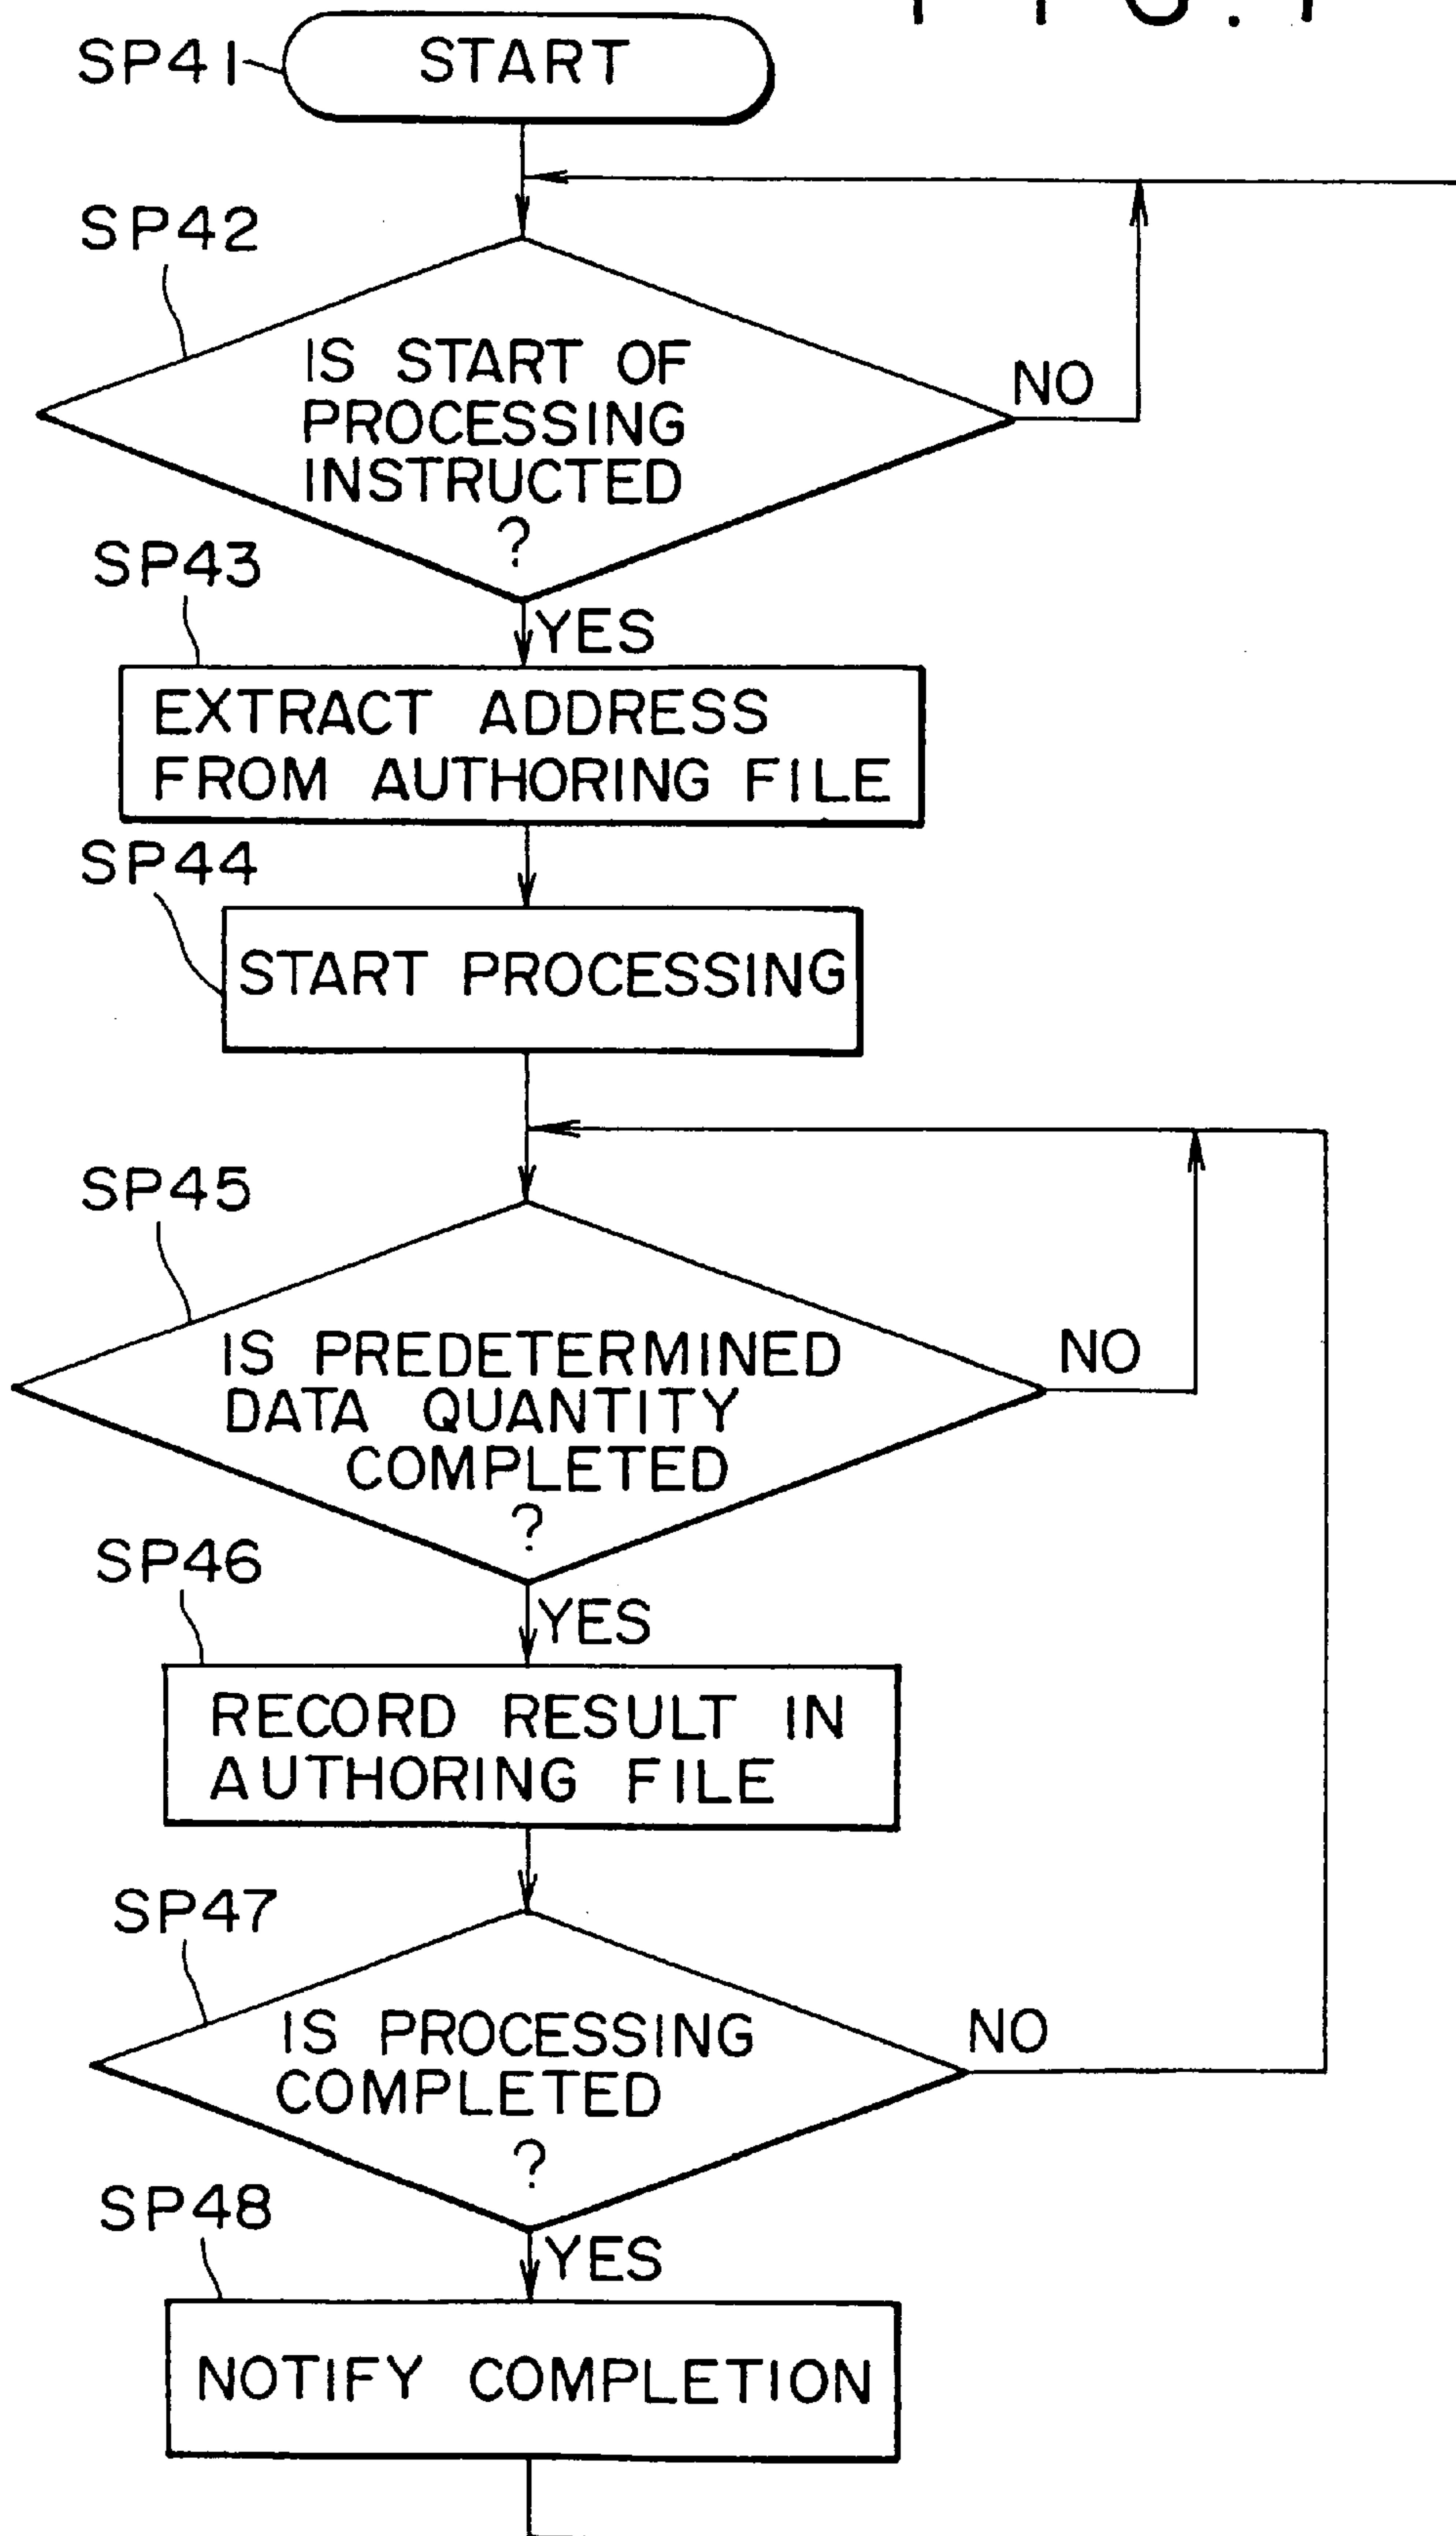 SP41
START
SP42
IS START OF
PROCESSING
INSTRUCTED
?
NO
SP43
YES
EXTRACT ADDRESS
FROM AUTHORING FILE
SP44
START PROCESSING
SP45
IS PREDETERMINED
DATA QUANTITY
COMPLETED
?
NO
SP46
YES
RECORD RESULT IN
AUTHORING FILE
SP47
IS PROCESSING
COMPLETED
?
NO
SP48
YES
NOTIFY COMPLETION